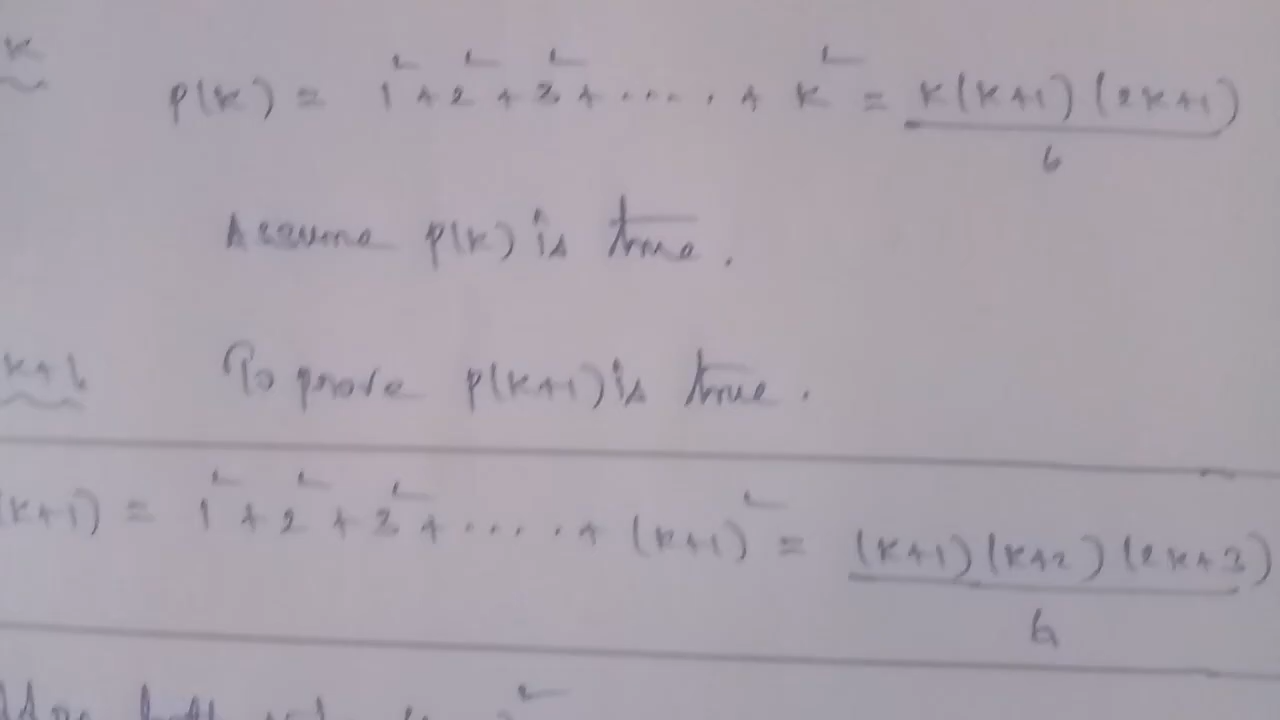 k
p(k) = 1² + 2² + 3² + ..... + k² = k(k+1)(2k+1)
6
Assume p(k) is true.
k+1
To prove p(k+1) is true.
(k+1) = 1² + 2² + 3² + ..... + (k+1)² = (k+1)(k+2)(2k+3)
6